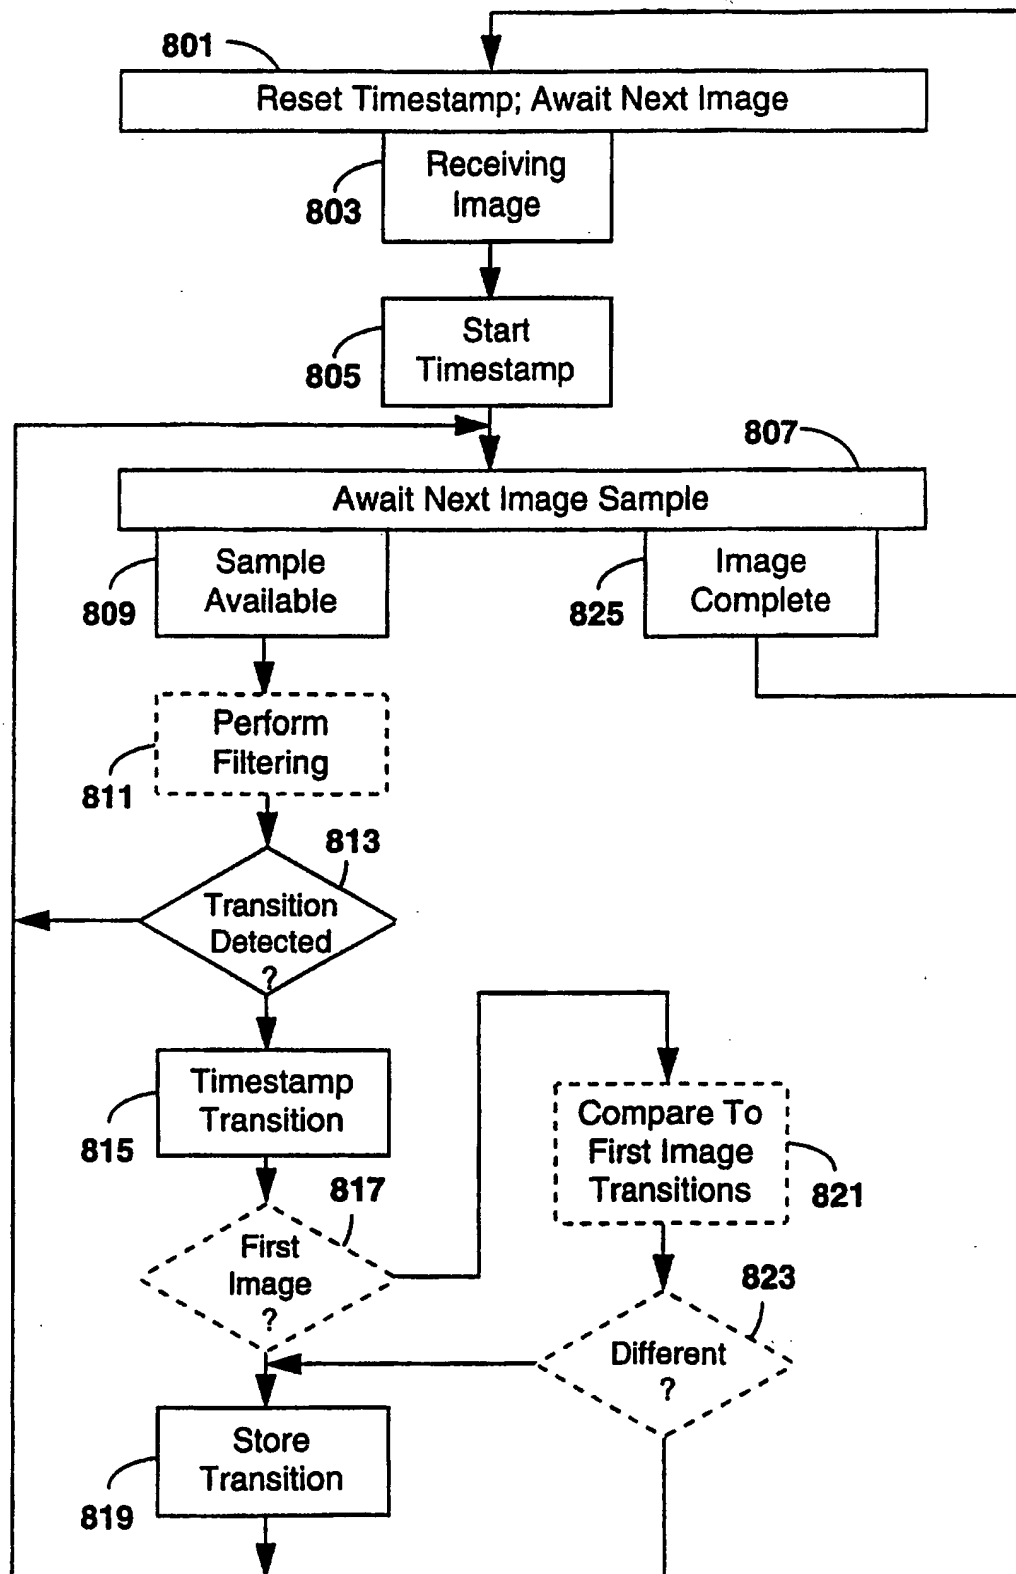 801
Reset Timestamp; Await Next Image
Receiving
Image
803
Start
Timestamp
805
807
Await Next Image Sample
Sample
Available
809
Image
Complete
825
Perform
Filtering
811
813
Transition
Detected
?
Timestamp
Transition
815
Compare To
First Image
Transitions
821
817
First
Image
?
823
Different
?
Store
Transition
819